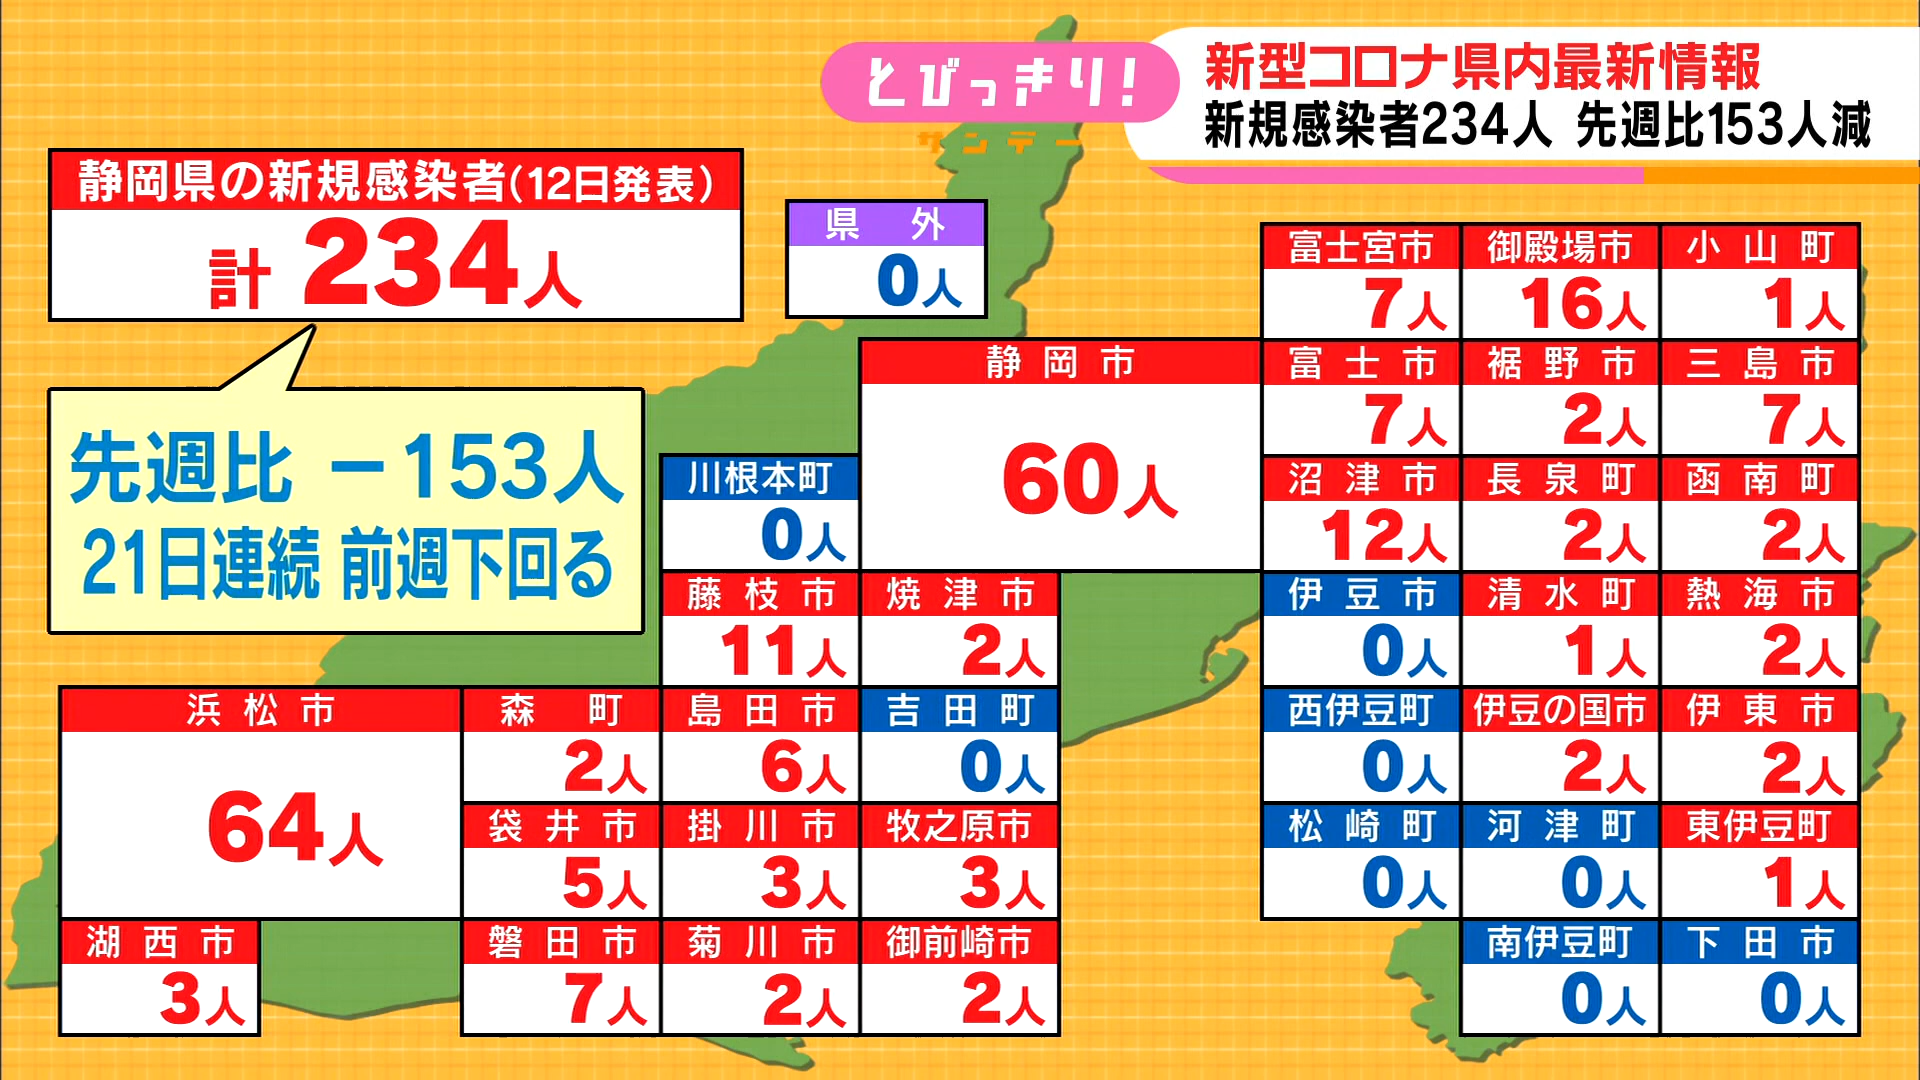 とびっきり!
サンデー
新型コロナ県内最新情報
新規感染者234人 先週比153人減
静岡県の新規感染者(12日発表)
計 234人
先週比 －153人
21日連続 前週下回る
県 外
0人
富士宮市
7人
御殿場市
16人
小山町
1人
静岡市
60人
富士市
7人
裾野市
2人
三島市
7人
川根本町
0人
沼津市
12人
長泉町
2人
函南町
2人
藤枝市
11人
焼津市
2人
伊豆市
0人
清水町
1人
熱海市
2人
浜松市
64人
森町
2人
島田市
6人
吉田町
0人
西伊豆町
0人
伊豆の国市
2人
伊東市
2人
袋井市
5人
掛川市
3人
牧之原市
3人
松崎町
0人
河津町
0人
東伊豆町
1人
湖西市
3人
磐田市
7人
菊川市
2人
御前崎市
2人
南伊豆町
0人
下田市
0人